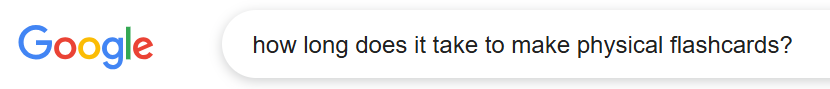 Google
how long does it take to make physical flashcards?